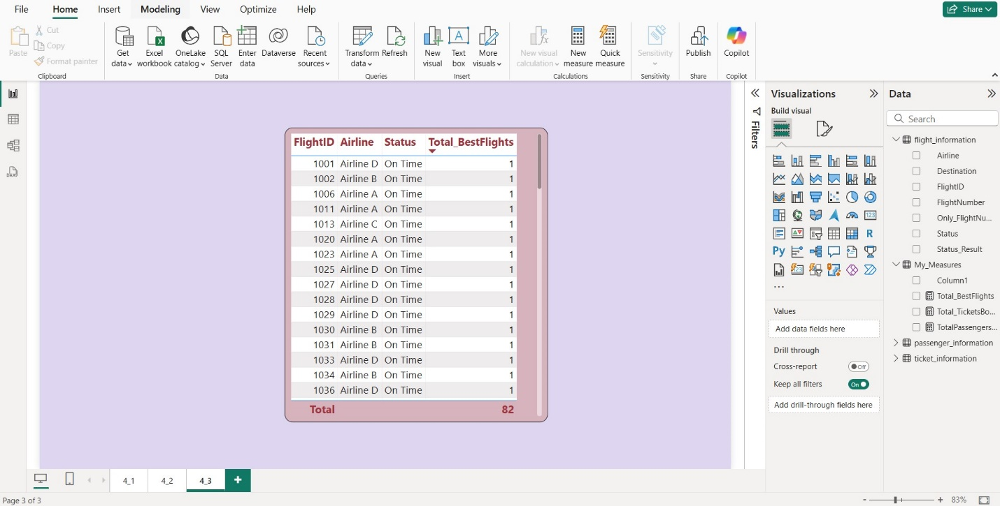 File Home Insert Modeling View Optimize Help
Share
Paste
Cut
Copy
Format painter
Clipboard
Get data
Excel workbook
OneLake catalog
SQL Server
Enter data
Dataverse
Recent sources
Data
Transform data
Refresh
Queries
New visual
Text box
More visuals
Insert
New visual calculation
New measure
Quick measure
Calculations
Sensitivity
Sensitivity
Publish
Share
Copilot
Copilot
FlightID Airline Status Total_BestFlights
1001 Airline D On Time 1
1002 Airline B On Time 1
1006 Airline A On Time 1
1011 Airline A On Time 1
1013 Airline C On Time 1
1020 Airline A On Time 1
1023 Airline A On Time 1
1025 Airline D On Time 1
1027 Airline D On Time 1
1028 Airline D On Time 1
1029 Airline D On Time 1
1030 Airline B On Time 1
1031 Airline B On Time 1
1033 Airline D On Time 1
1034 Airline B On Time 1
1036 Airline D On Time 1
Total 82
Filters
Visualizations
Build visual
R
Py
123
...
Values
Add data fields here
Drill through
Cross-report Off
Keep all filters On
Add drill-through fields here
Data
Search
flight_information
Airline
Destination
FlightID
FlightNumber
Only_FlightNu...
Status
Status_Result
My_Measures
Column1
Total_BestFlights
Total_TicketsBo...
TotalPassengers...
passenger_information
ticket_information
4_1 4_2 4_3 +
Page 3 of 3
- + 83%